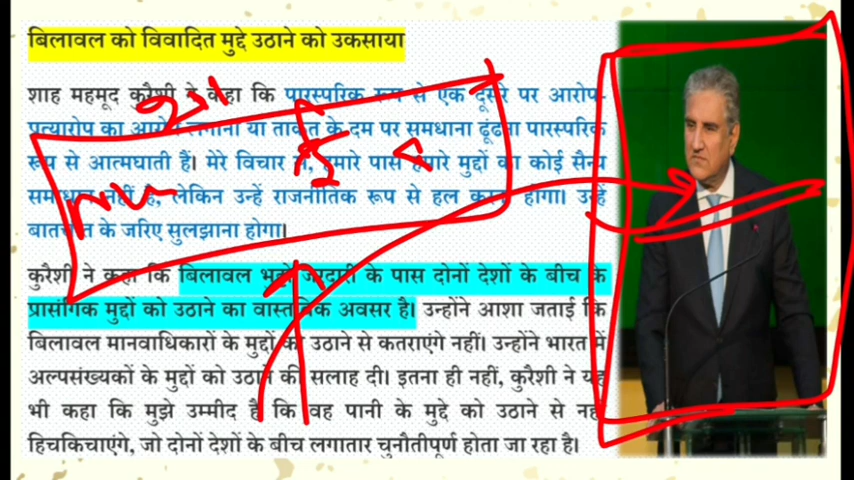 बिलावल को विवादित मुद्दे उठाने को उकसाया
शाह महमूद कुरैशी ने कहा कि पारस्परिक रूप से एक दूसरे पर आरोप-
प्रत्यारोप का आरोप लगाना या ताकत के दम पर समधाना ढूंढना पारस्परिक
रूप से आत्मघाती हैं। मेरे विचार से, हमारे पास हमारे मुद्दों का कोई सैन्य
समाधान नहीं है, लेकिन उन्हें राजनीतिक रूप से हल करना होगा। उन्हें
बातचीत के जरिए सुलझाना होगा।
कुरैशी ने कहा कि बिलावल भुट्टो जरदारी के पास दोनों देशों के बीच के
प्रासंगिक मुद्दों को उठाने का वास्तविक अवसर है। उन्होंने आशा जताई कि
बिलावल मानवाधिकारों के मुद्दों को उठाने से कतराएंगे नहीं। उन्होंने भारत में
अल्पसंख्यकों के मुद्दों को उठाने की सलाह दी। इतना ही नहीं, कुरैशी ने यह
भी कहा कि मुझे उम्मीद है कि वह पानी के मुद्दे को उठाने से नहीं
हिचकिचाएंगे, जो दोनों देशों के बीच लगातार चुनौतीपूर्ण होता जा रहा है।